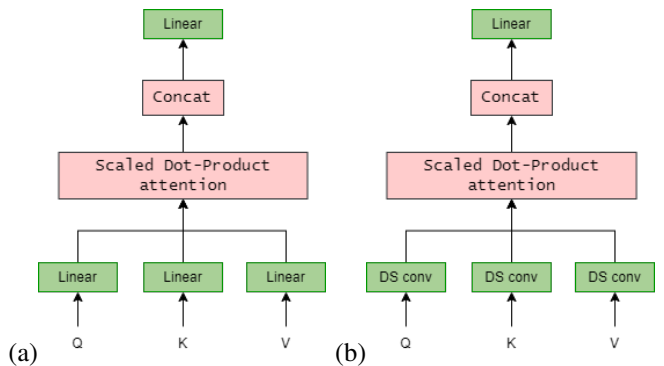 Linear
Concat
Scaled Dot-Product
attention
Linear Linear Linear
(a) Q K V
Linear
Concat
Scaled Dot-Product
attention
DS conv DS conv DS conv
(b) Q K V